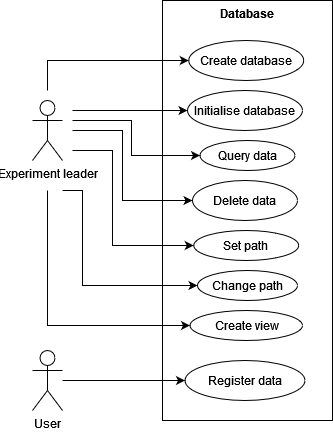 Database
Create database
Initialise database
Query data
Experiment leader
Delete data
Set path
Change path
Create view
Register data
User